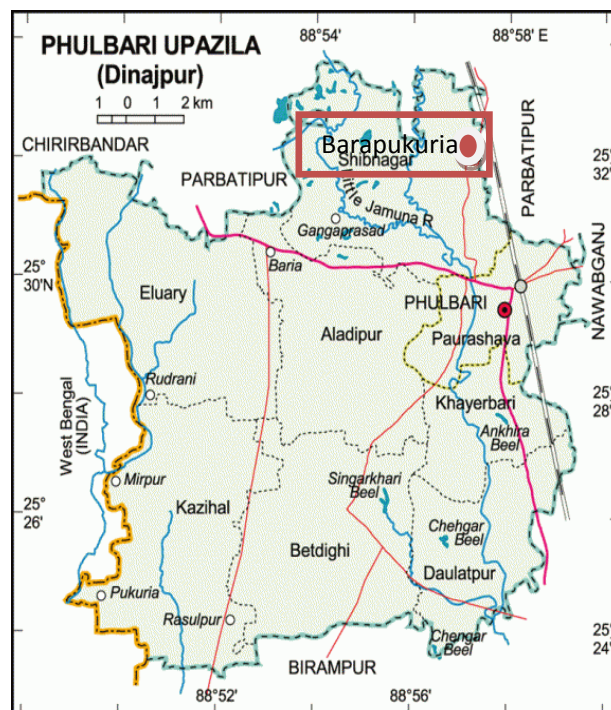 PHULBARI UPAZILA
(Dinajpur)
88°54'
88°58' E
1 0 1 2 km
CHIRIRBANDAR
PARBATIPUR
Barapukuria
Shibnagar
25°
32'
PARBATIPUR
Little Jamuna R
Gangaprasad
NAWABGANJ
Baria
25°
30'N
Eluary
PHULBARI
Aladipur
Paurashava
Rudrani
Khayerbari
25°
28'
West Bengal
(INDIA)
Ankhira
Beel
Mirpur
Singarkhari
Beel
25°
26'
Kazihal
Chehgar
Beel
Betdighi
Daulatpur
Pukuria
Rasulpur
Chengar
Beel
25°
24'
BIRAMPUR
88°52'
88°56'